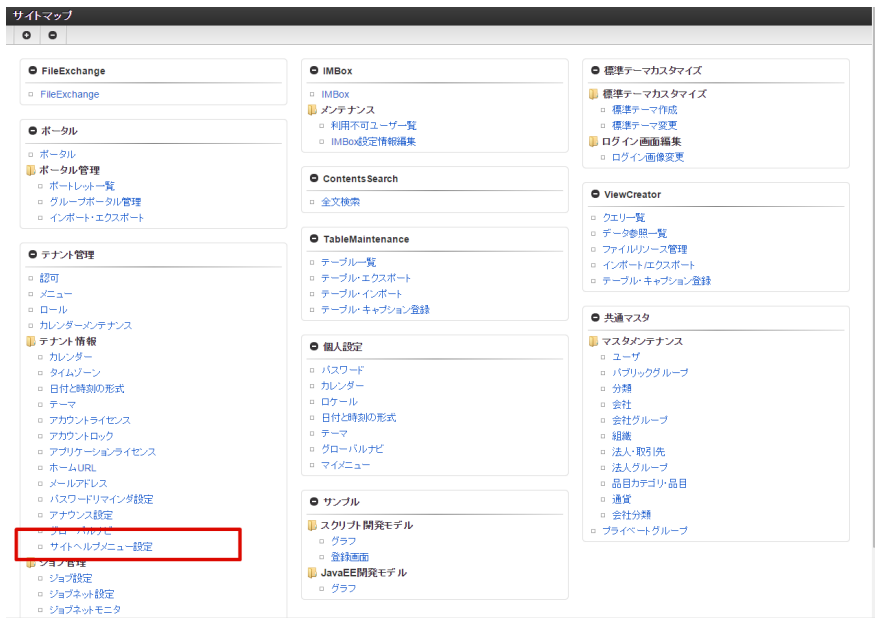 サイトマップ
FileExchange
FileExchange
ポータル
ポータル
ポータル管理
ポートレット一覧
グループポータル管理
インポート・エクスポート
テナント管理
認可
メニュー
ロール
カレンダーメンテナンス
テナント情報
カレンダー
タイムゾーン
日付と時刻の形式
テーマ
アカウントライセンス
アカウントロック
アプリケーションライセンス
ホームURL
メールアドレス
パスワードリマインダ設定
アナウンス設定
グローバルナビ
サイトヘルプメニュー設定
ジョブ管理
ジョブ設定
ジョブネット設定
ジョブネットモニタ
IMBox
IMBox
メンテナンス
利用不可ユーザ一覧
IMBox設定情報編集
ContentsSearch
全文検索
TableMaintenance
テーブル一覧
テーブル・エクスポート
テーブル・インポート
テーブル・キャプション登録
個人設定
パスワード
カレンダー
ロケール
日付と時刻の形式
テーマ
グローバルナビ
マイメニュー
サンプル
スクリプト開発モデル
グラフ
登録画面
JavaEE開発モデル
グラフ
標準テーマカスタマイズ
標準テーマカスタマイズ
標準テーマ作成
標準テーマ変更
ログイン画面編集
ログイン画像変更
ViewCreator
クエリ一覧
データ参照一覧
ファイルリソース管理
インポート/エクスポート
テーブル・キャプション登録
共通マスタ
マスタメンテナンス
ユーザ
パブリックグループ
分類
会社
会社グループ
組織
法人・取引先
法人グループ
品目カテゴリ・品目
通貨
会社分類
プライベートグループ